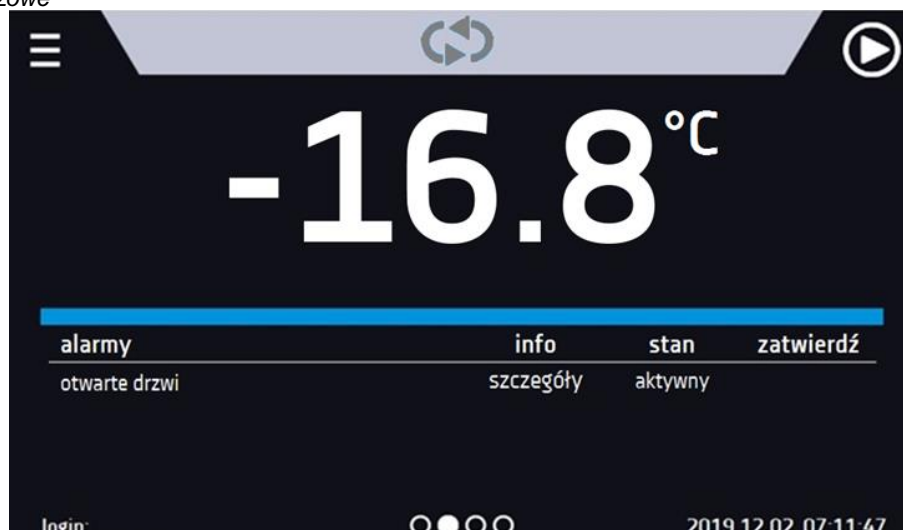 -16.8 °C
alarmy info stan zatwierdź
otwarte drzwi szczegóły aktywny
login: 2019.12.02 07:11:47